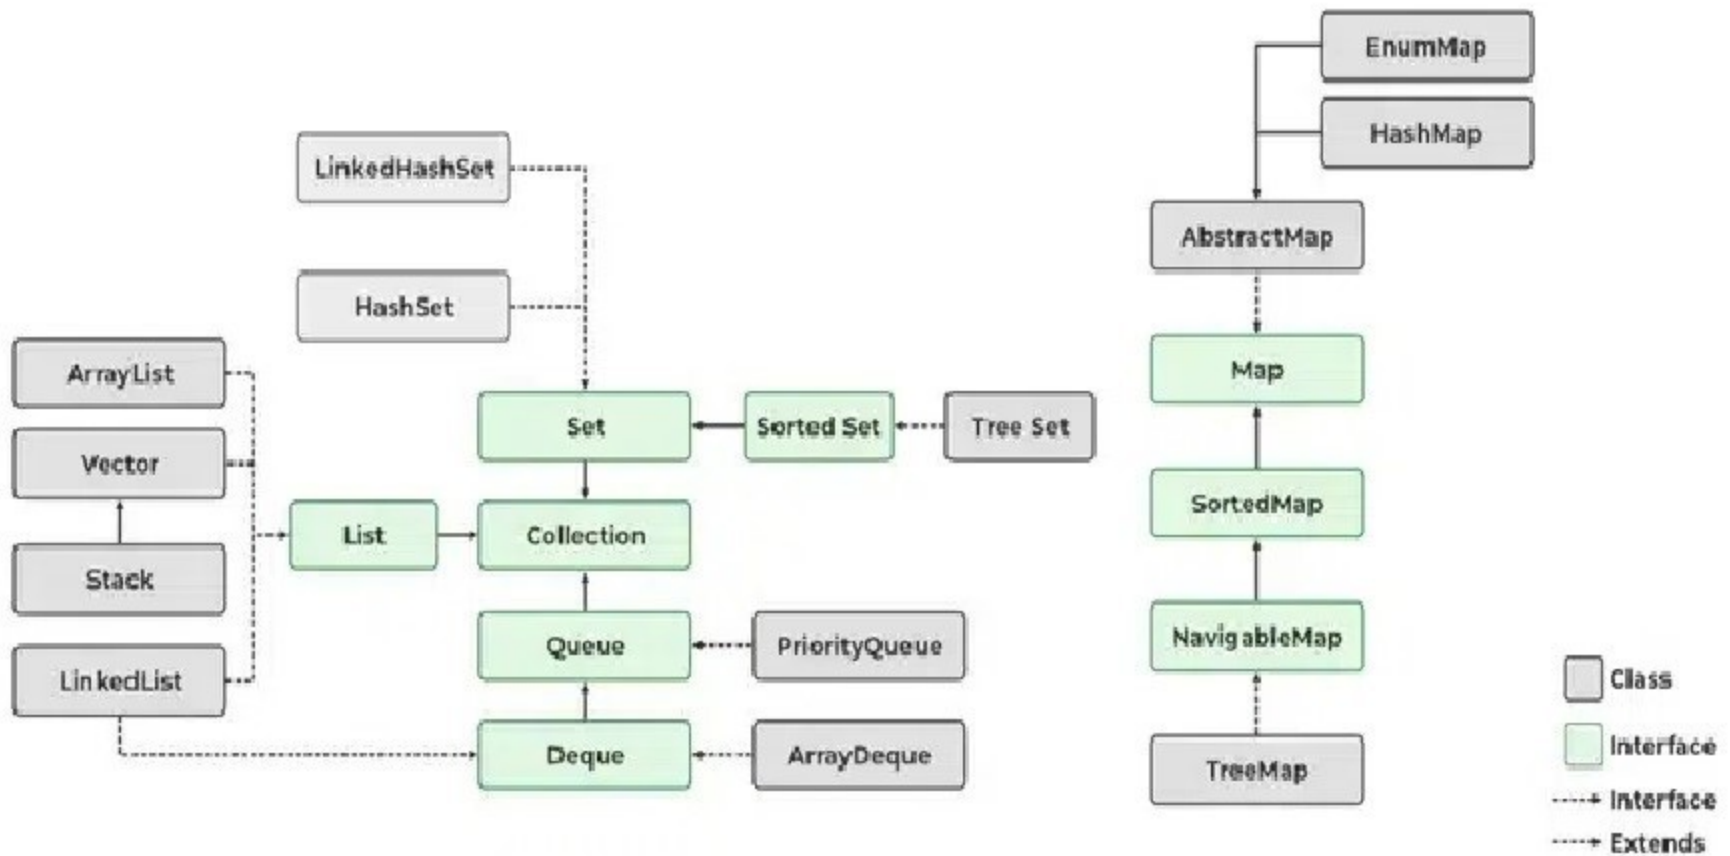 EnumMap
HashMap
LinkedHashSet
AbstractMap
HashSet
ArrayList
Map
Set
Sorted Set
Tree Set
Vector
SortedMap
List
Collection
Stack
Queue
PriorityQueue
NavigableMap
LinkedList
Class
Deque
ArrayDeque
Interface
TreeMap
Interface
Extends